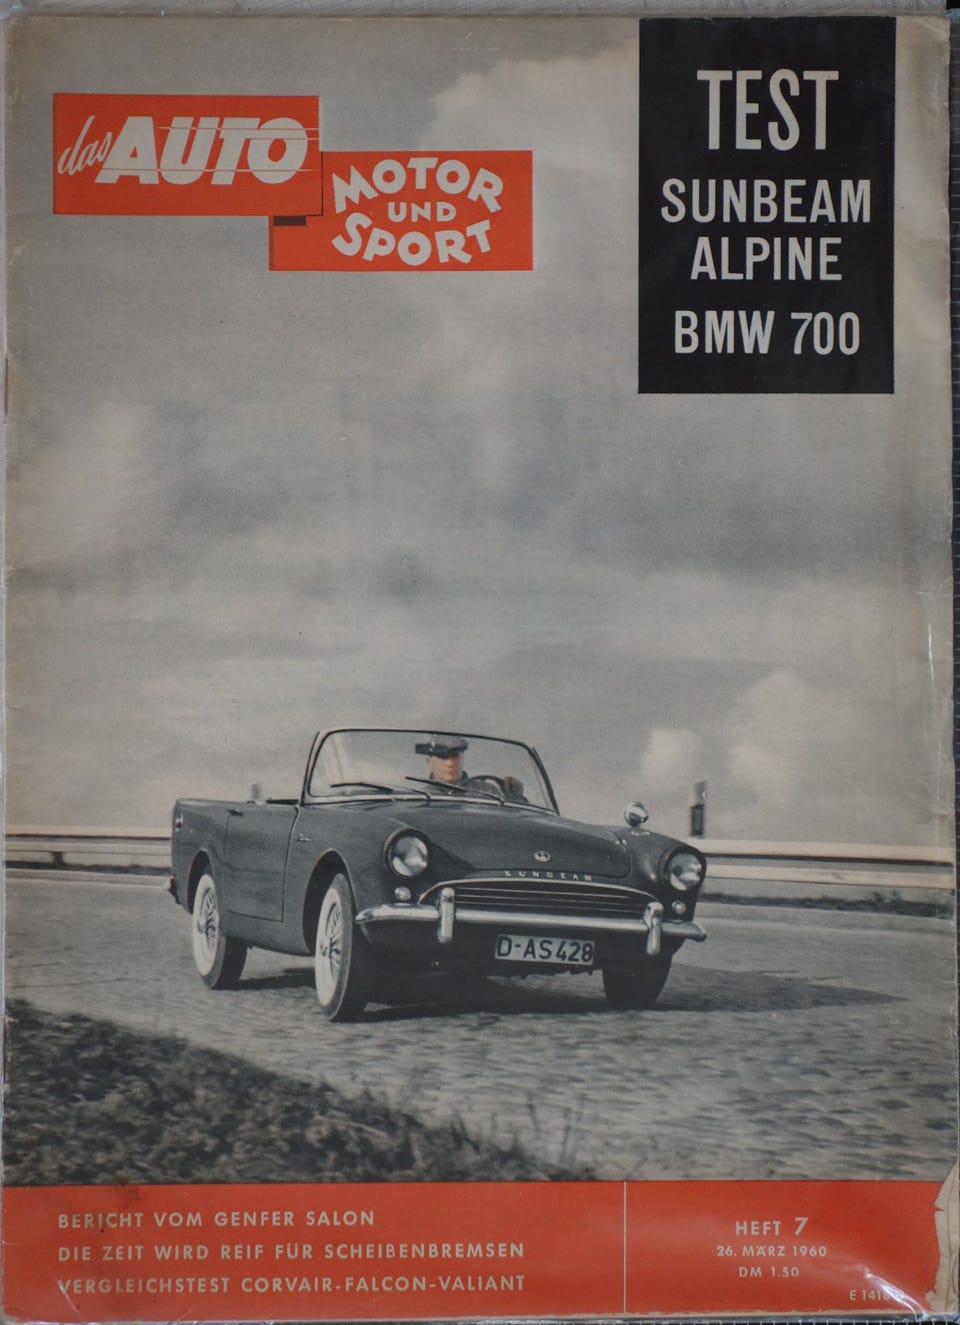 das AUTO
MOTOR
UND
SPORT
TEST
SUNBEAM
ALPINE
BMW 700
SUNBEAM
D-AS428
BERICHT VOM GENFER SALON
DIE ZEIT WIRD REIF FÜR SCHEIBENBREMSEN
VERGLEICHSTEST CORVAIR-FALCON-VALIANT
HEFT 7
26. MÄRZ 1960
DM 1.50
E